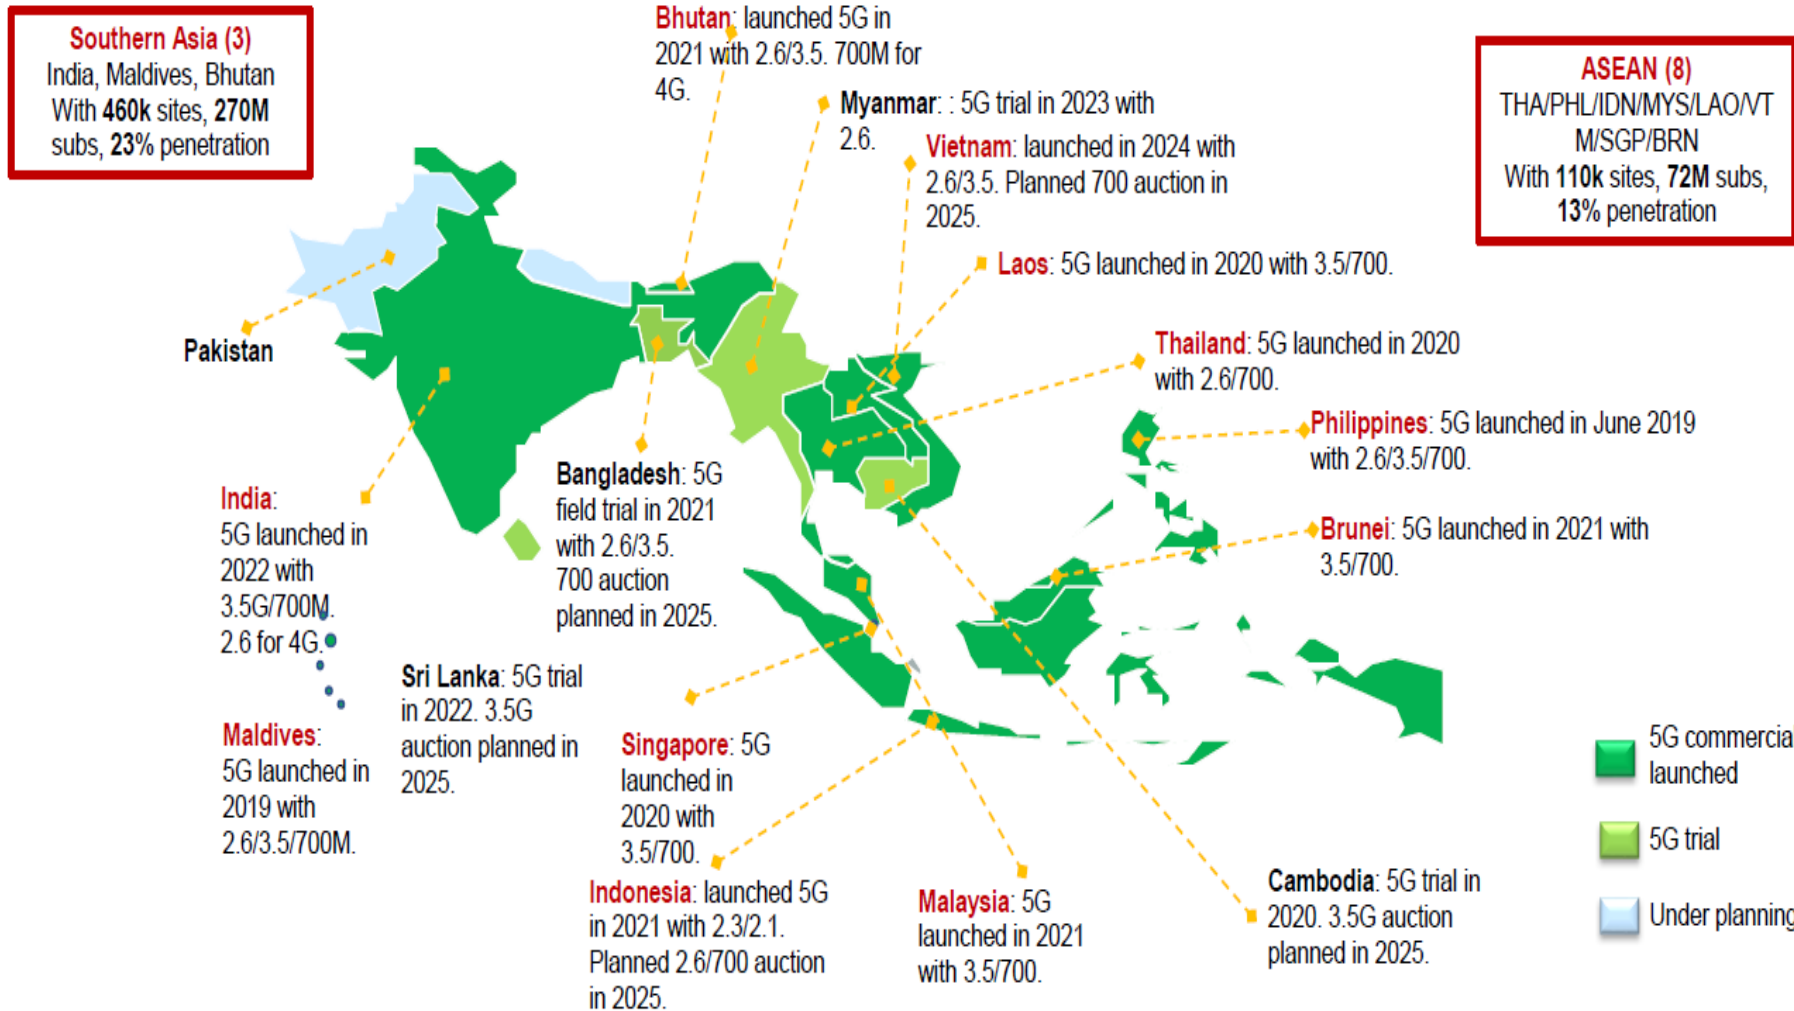 Southern Asia (3)
India, Maldives, Bhutan
With 460k sites, 270M
subs, 23% penetration
Bhutan: launched 5G in
2021 with 2.6/3.5. 700M for
4G.
ASEAN (8)
THA/PHL/IDN/MYS/LAO/VT
M/SGP/BRN
With 110k sites, 72M subs,
13% penetration
Myanmar: : 5G trial in 2023 with
2.6.
Vietnam: launched in 2024 with
2.6/3.5. Planned 700 auction in
2025.
Laos: 5G launched in 2020 with 3.5/700.
Pakistan
Thailand: 5G launched in 2020
with 2.6/700.
Philippines: 5G launched in June 2019
with 2.6/3.5/700.
India:
5G launched in
2022 with
3.5G/700M.
2.6 for 4G.
Bangladesh: 5G
field trial in 2021
with 2.6/3.5.
700 auction
planned in 2025.
Brunei: 5G launched in 2021 with
3.5/700.
Sri Lanka: 5G trial
in 2022. 3.5G
auction planned in
2025.
Maldives:
5G launched in
2019 with
2.6/3.5/700M.
Singapore: 5G
launched in
2020 with
3.5/700.
Indonesia: launched 5G
in 2021 with 2.3/2.1.
Planned 2.6/700 auction
in 2025.
Malaysia: 5G
launched in 2021
with 3.5/700.
Cambodia: 5G trial in
2020. 3.5G auction
planned in 2025.
5G commercial
launched
5G trial
Under planning